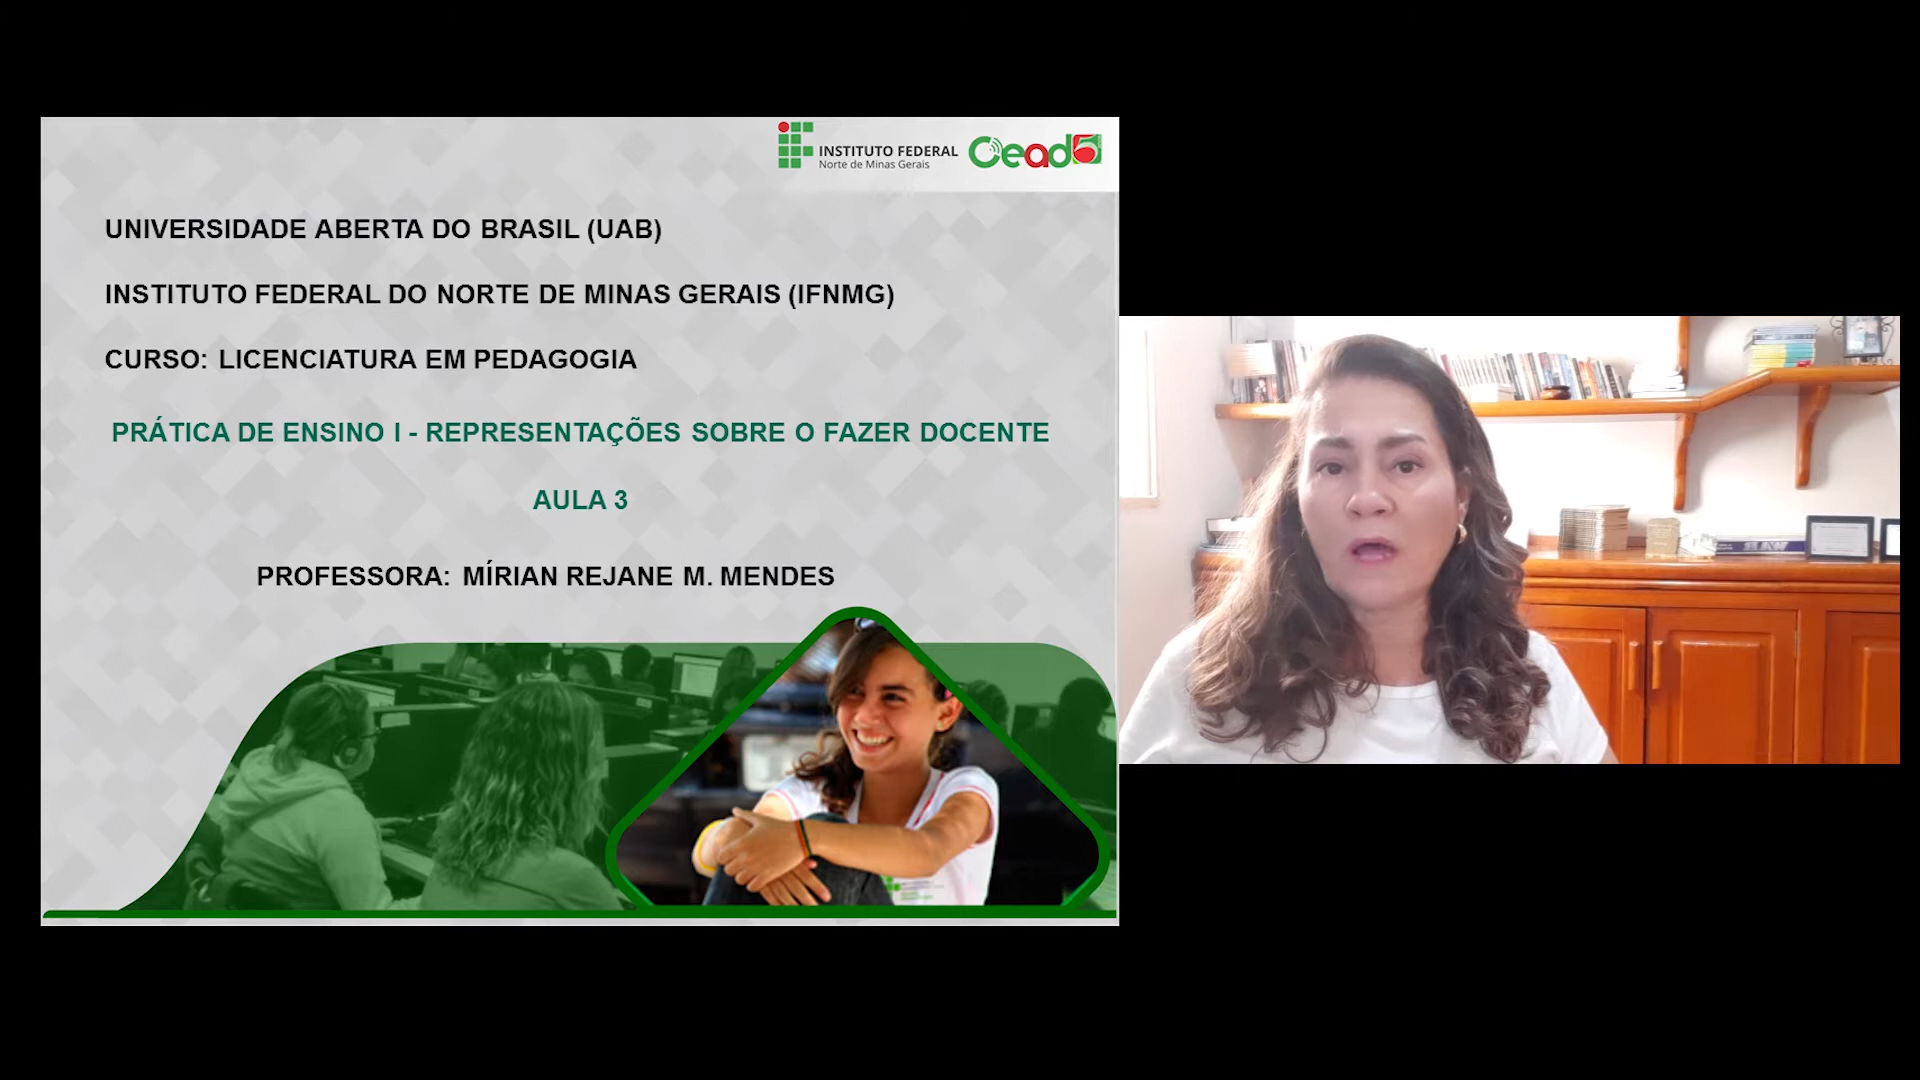 INSTITUTO FEDERAL
Norte de Minas Gerais
Cead
UNIVERSIDADE ABERTA DO BRASIL (UAB)
INSTITUTO FEDERAL DO NORTE DE MINAS GERAIS (IFNMG)
CURSO: LICENCIATURA EM PEDAGOGIA
PRÁTICA DE ENSINO I - REPRESENTAÇÕES SOBRE O FAZER DOCENTE
AULA 3
PROFESSORA: MÍRIAN REJANE M. MENDES